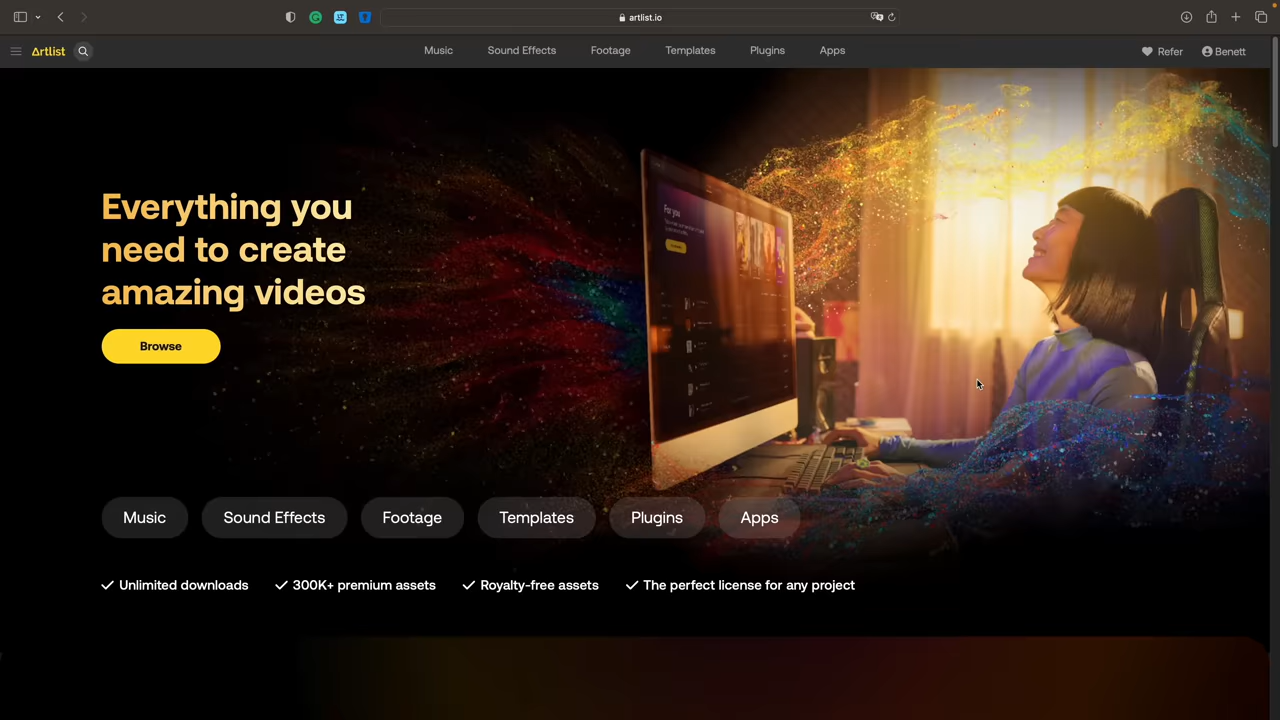 artlist.io
Artlist
Music
Sound Effects
Footage
Templates
Plugins
Apps
Refer
Benett
Everything you
need to create
amazing videos
Browse
For you
Music
Sound Effects
Footage
Templates
Plugins
Apps
Unlimited downloads
300K+ premium assets
Royalty-free assets
The perfect license for any project